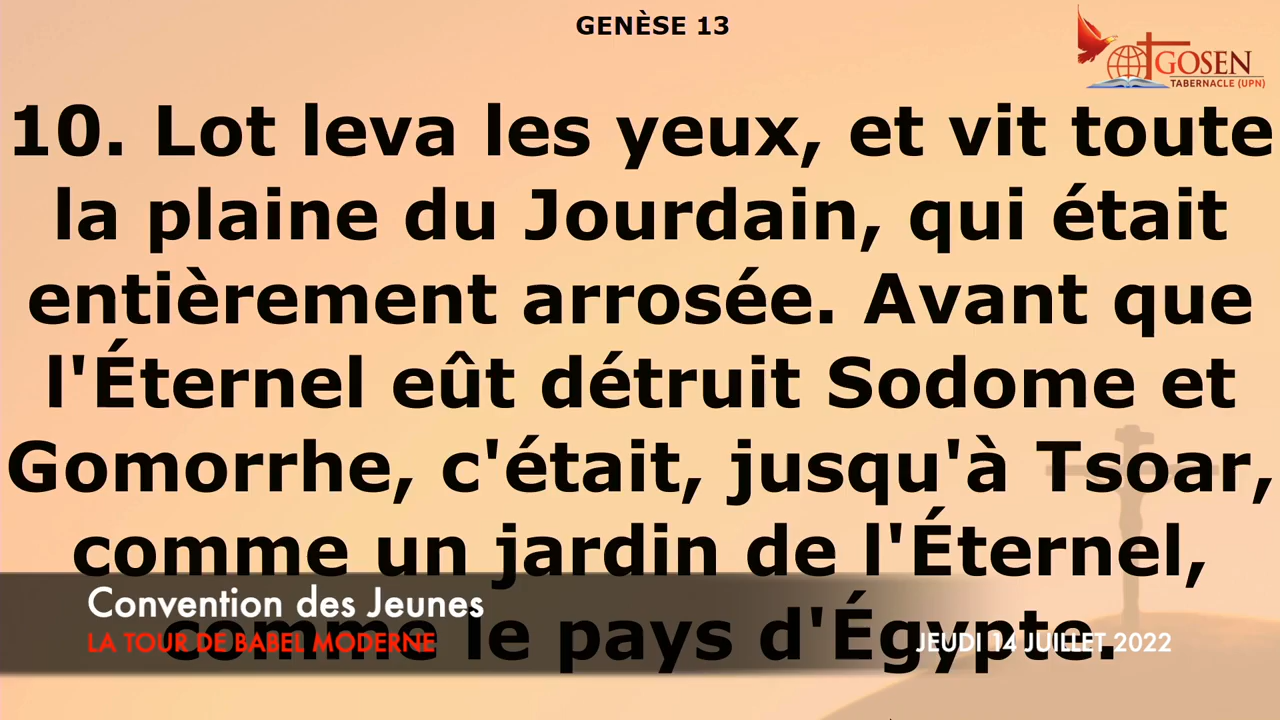 GENÈSE 13
GOSEN
TABERNACLE (UPN)
10. Lot leva les yeux, et vit toute
la plaine du Jourdain, qui était
entièrement arrosée. Avant que
l'Éternel eût détruit Sodome et
Gomorrhe, c'était, jusqu'à Tsoar,
comme un jardin de l'Éternel,
comme le pays d'Égypte.
Convention des Jeunes
LA TOUR DE BABEL MODERNE
JEUDI 14 JUILLET 2022